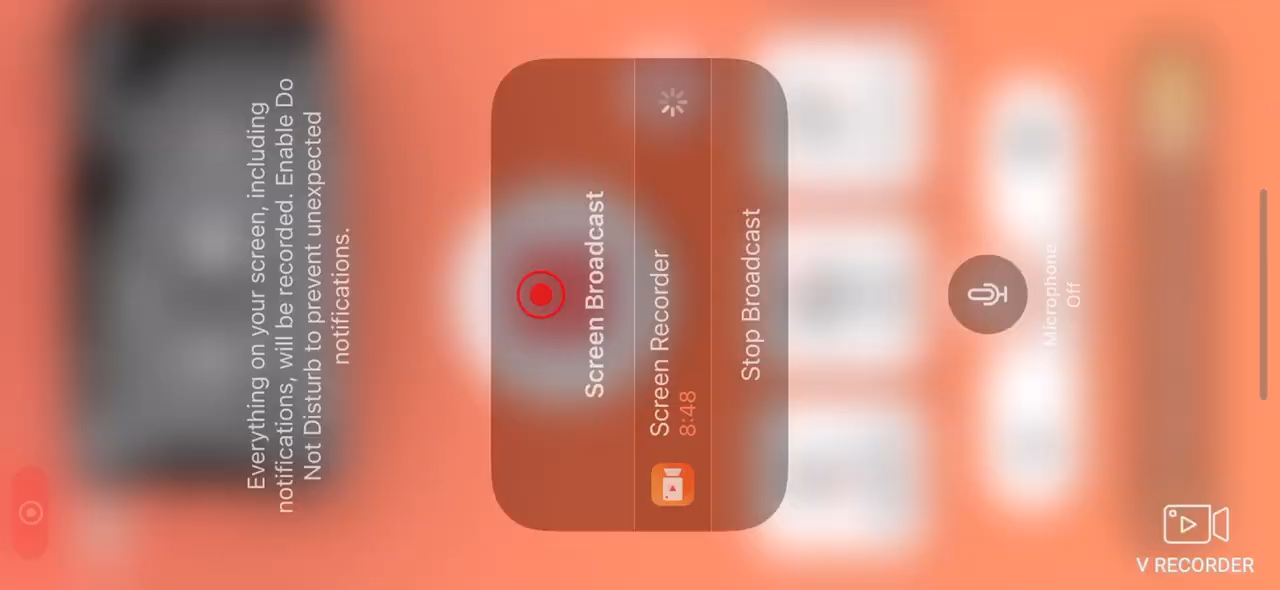 Everything on your screen, including
notifications, will be recorded. Enable Do
Not Disturb to prevent unexpected
notifications.
Screen Broadcast
Screen Recorder
8:48
Stop Broadcast
Microphone
Off
V RECORDER